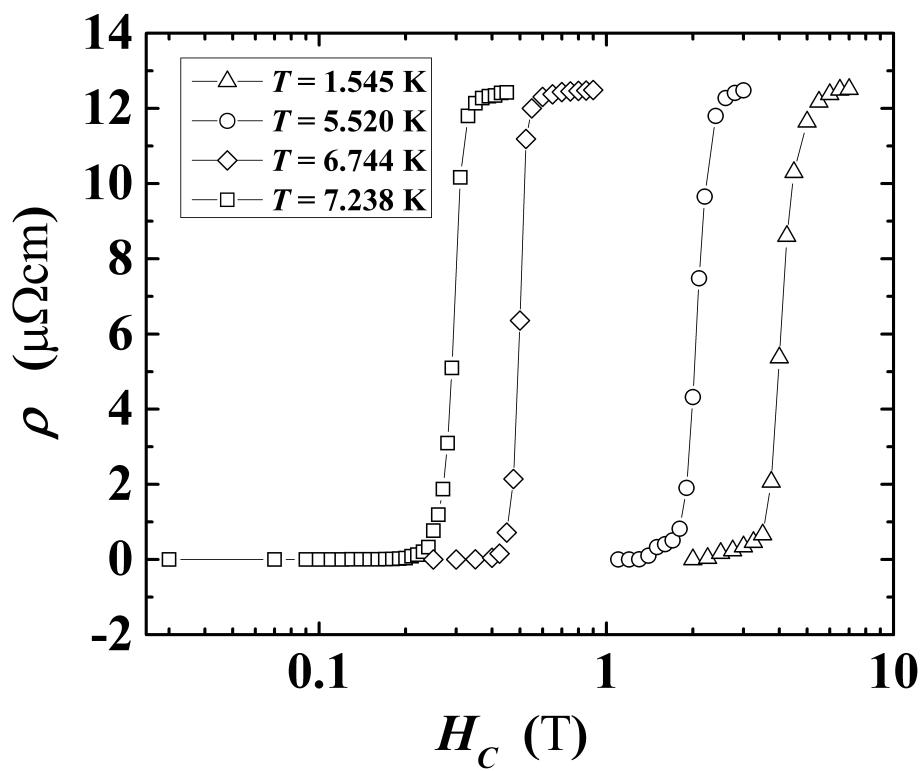 14
12
10
8
6
4
2
0
-2
ρ (μΩcm)
T = 1.545 K
T = 5.520 K
T = 6.744 K
T = 7.238 K
0.1
1
10
H_C (T)